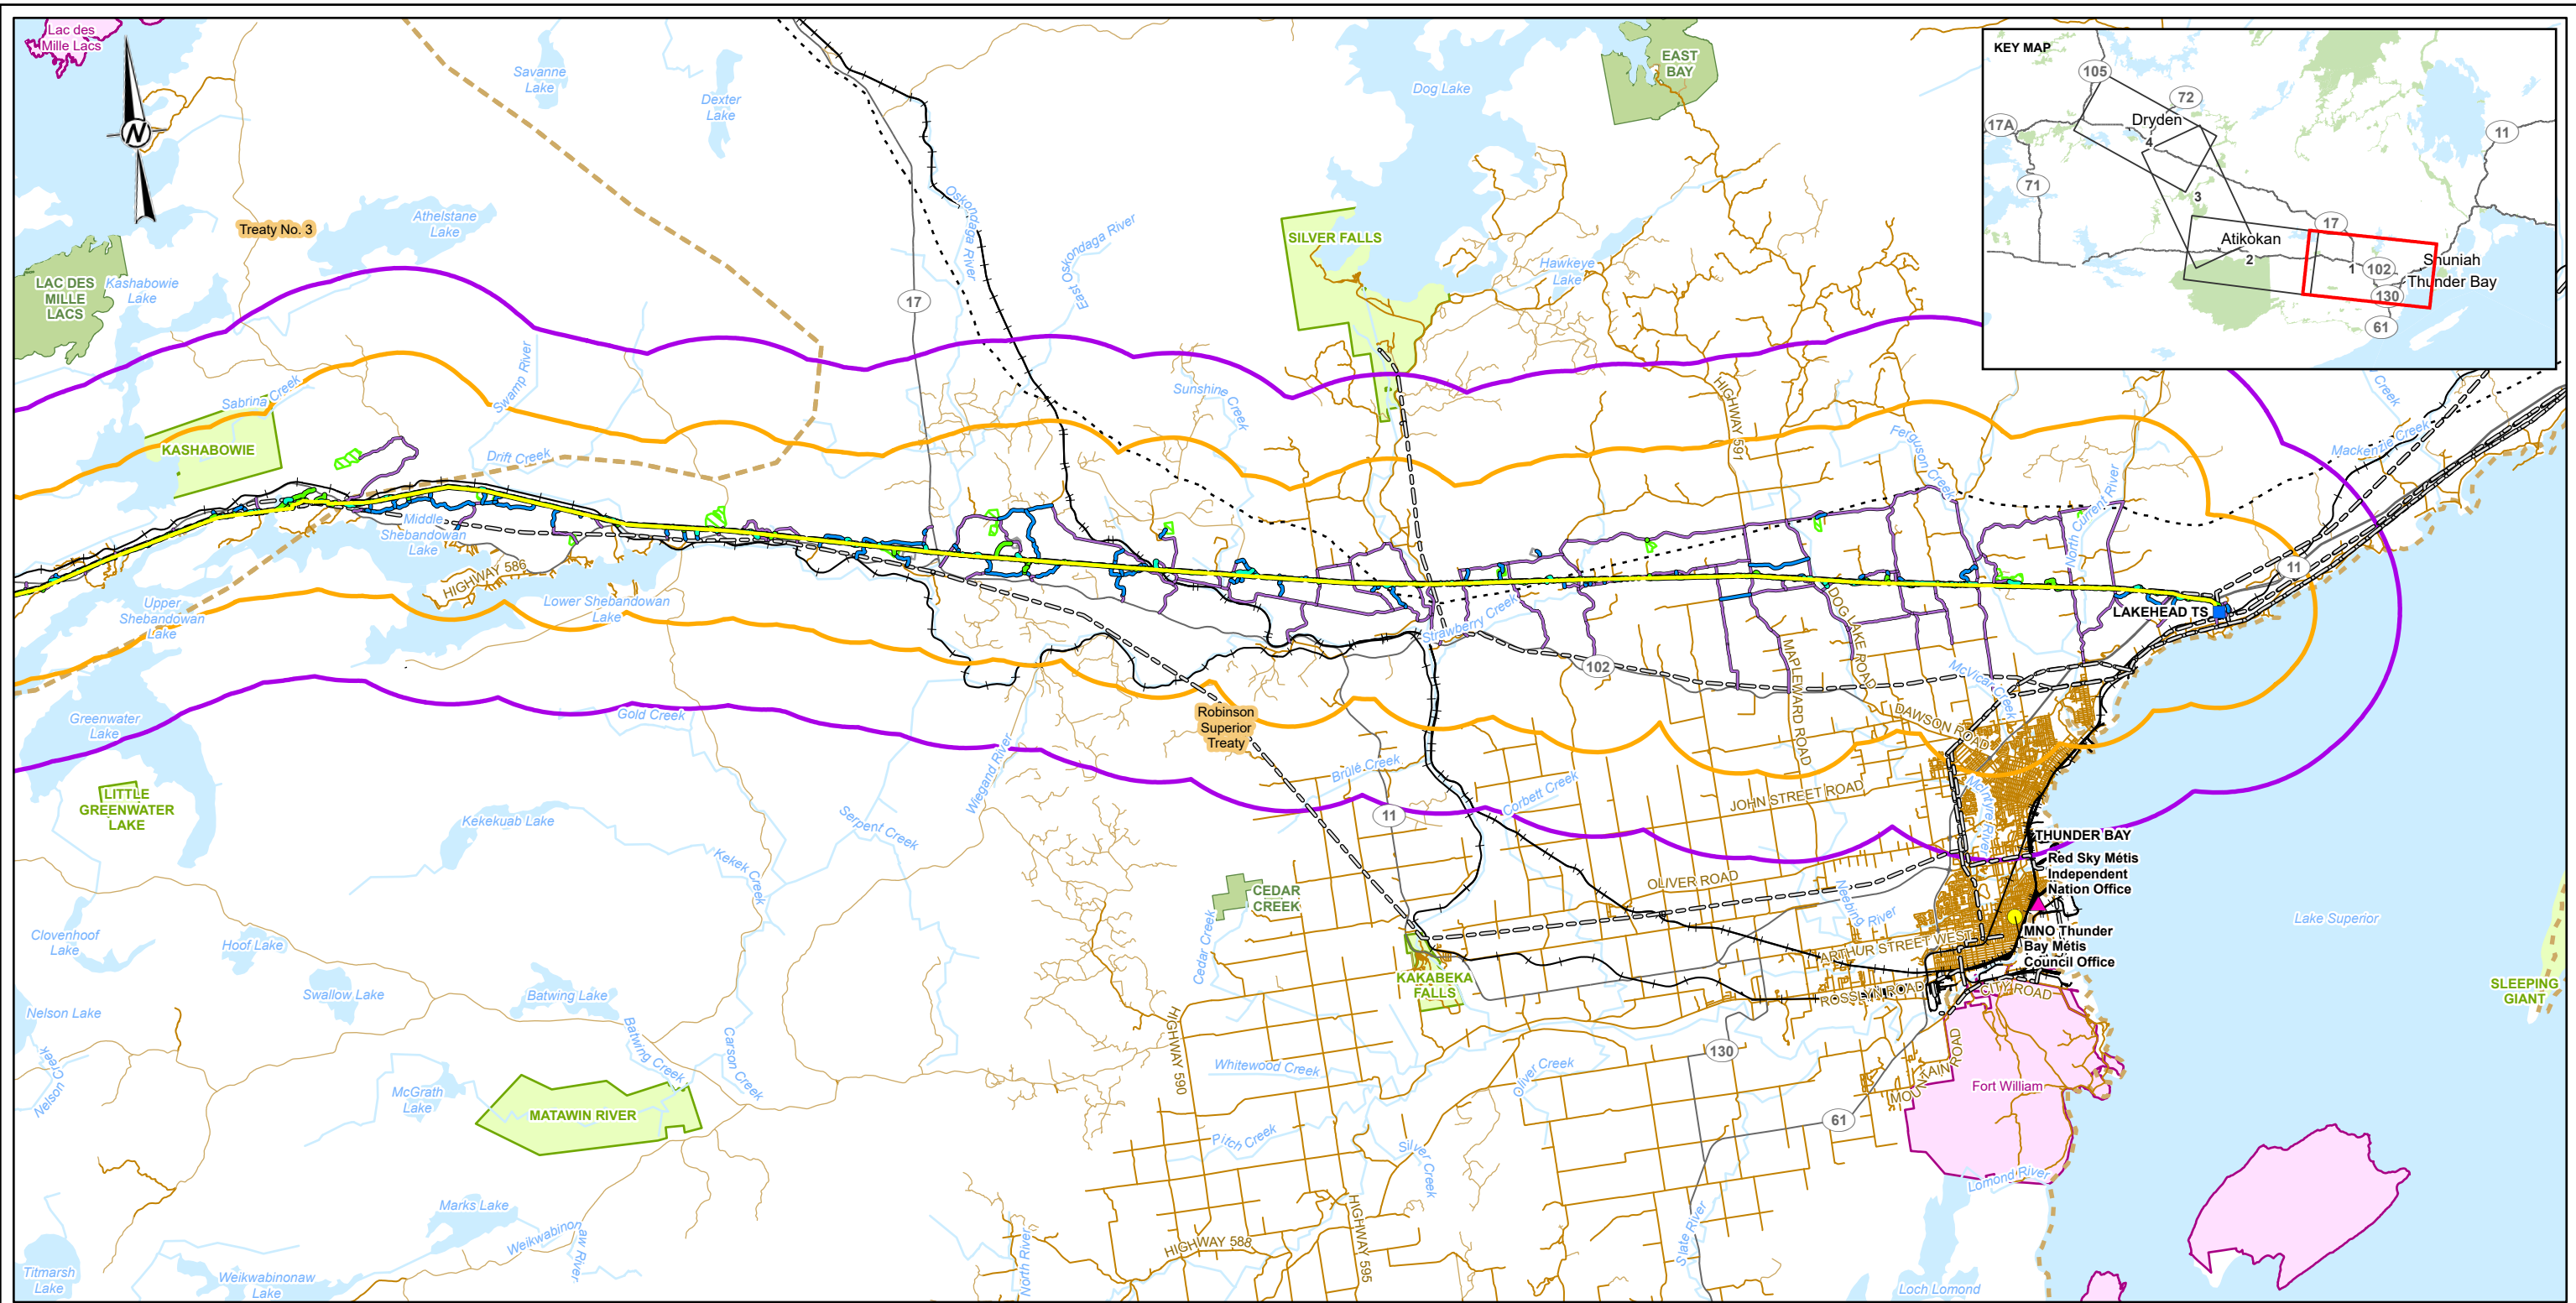 Lac des
Mille Lacs
N
Savanne
Lake
Dexter
Lake
Dog Lake
EAST
BAY
KEY MAP
105
72
17A
Dryden
4
11
71
3
17
Atikokan
2
1
102
Shuniah
Thunder Bay
130
61
Treaty No. 3
Athelstane
Lake
Oskondaga River
East Oskondaga River
SILVER FALLS
Hawkeye
Lake
LAC DES
MILLE
LACS
Kashabowie
Lake
17
Sabrina Creek
Swamp River
Sunshine
Creek
HIGHWAY 591
Creek
KASHABOWIE
Drift Creek
Ferguson Creek
Mackenzie Creek
North Current River
Middle
Shebandowan
Lake
HIGHWAY 586
11
Upper
Shebandowan
Lake
Lower Shebandowan
Lake
Strawberry Creek
DOG LAKE ROAD
LAKEHEAD TS
102
MAPLEWARD ROAD
McVicar Creek
Greenwater
Lake
Gold Creek
Robinson
Superior
Treaty
DAWSON ROAD
Wiegand River
Brûlé Creek
Corbett Creek
JOHN STREET ROAD
McIntyre River
LITTLE
GREENWATER
LAKE
Kekekuab Lake
Serpent Creek
11
THUNDER BAY
Red Sky Métis
Independent
Nation Office
Kekek Creek
CEDAR
CREEK
OLIVER ROAD
Neebing River
Lake Superior
Clovenhoof
Lake
Hoof Lake
Cedar Creek
ARTHUR STREET WEST
MNO Thunder
Bay Métis
Council Office
Swallow Lake
Batwing Lake
KAKABEKA
FALLS
ROSSLYN ROAD
CITY ROAD
SLEEPING
GIANT
Nelson Lake
Nelson Creek
Batwing Creek
Carson Creek
HIGHWAY 590
130
Whitewood Creek
Oliver Creek
MOUNTAIN ROAD
Fort William
McGrath
Lake
MATAWIN RIVER
61
Pitch Creek
Silver Creek
Lomond River
Marks Lake
Weikwabinonaw River
HIGHWAY 588
HIGHWAY 595
Slate River
North River
Titmarsh
Lake
Weikwabinonaw
Lake
Loch Lomond